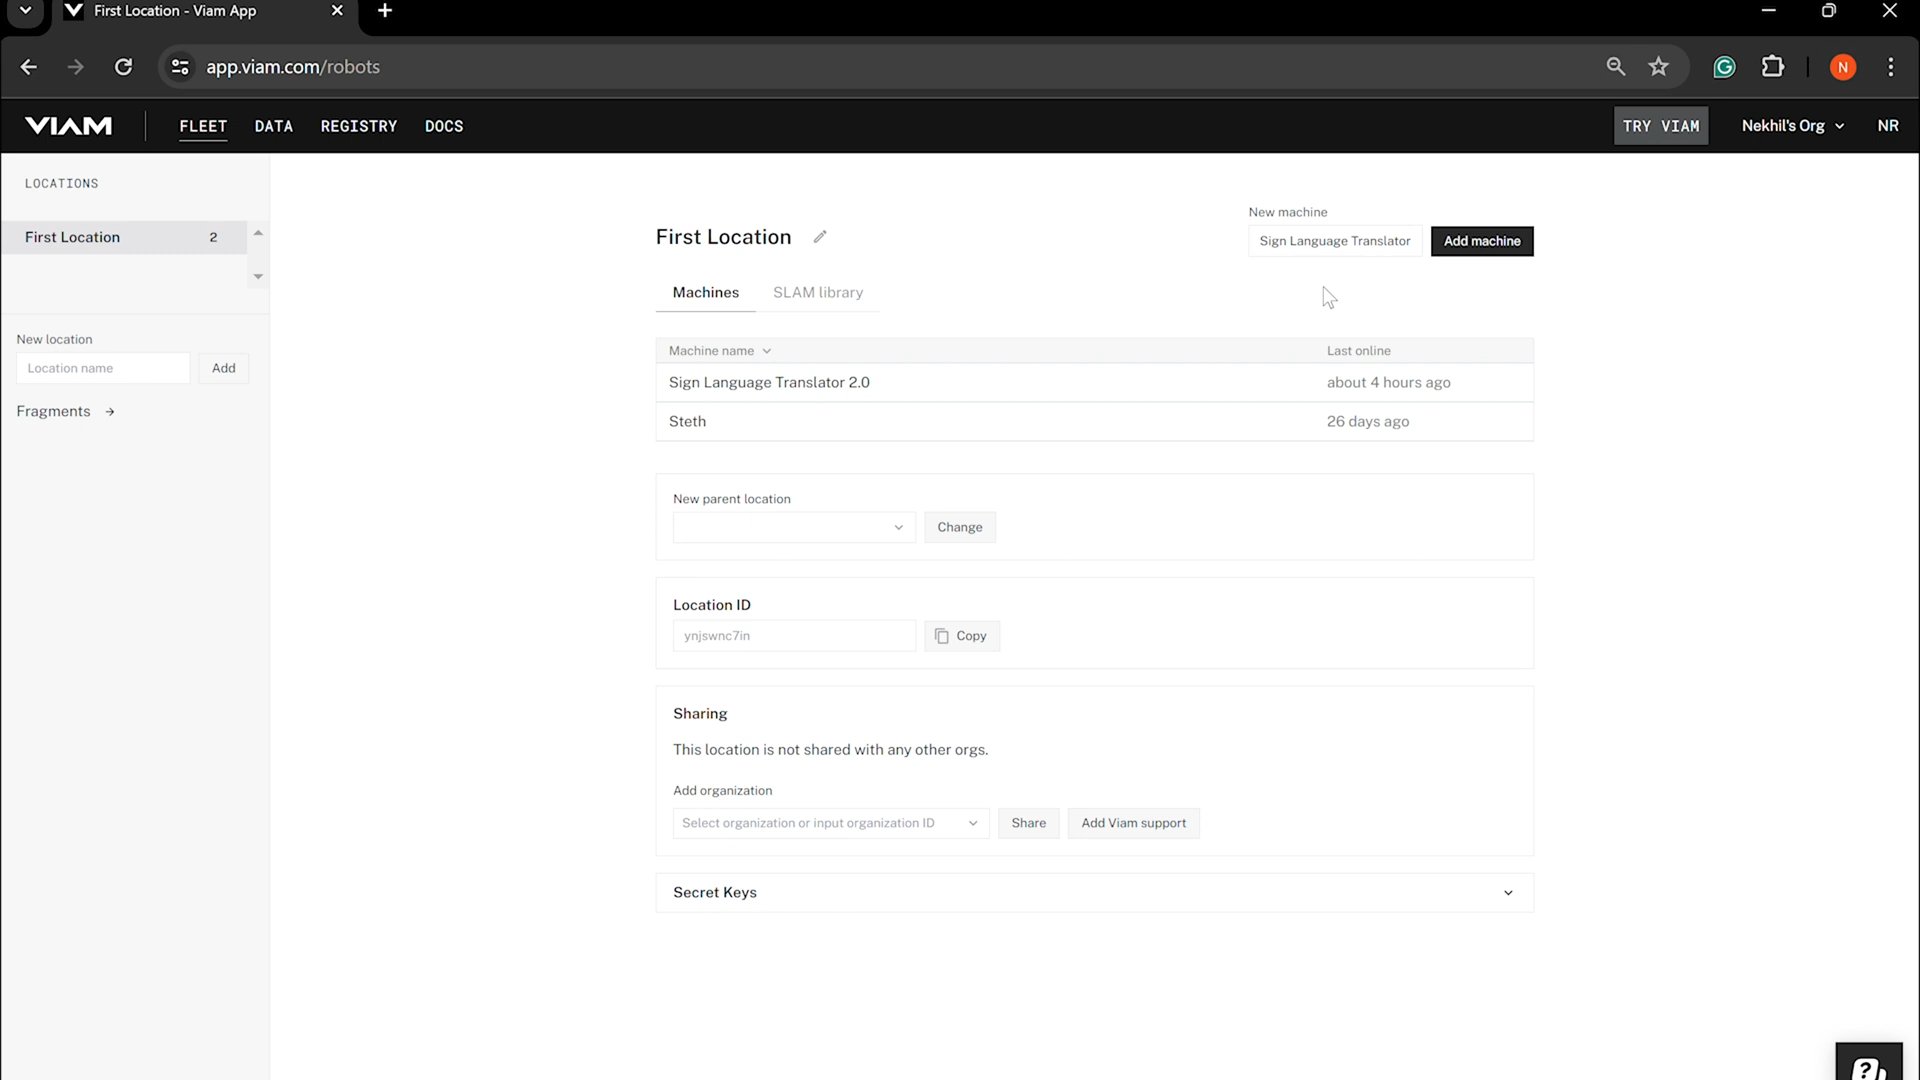 First Location - Viam App
app.viam.com/robots
N
VIAM
FLEET DATA REGISTRY DOCS
TRY VIAM
Nekhil's Org
NR
LOCATIONS
First Location 2
New location
Location name
Add
Fragments →
First Location
New machine
Sign Language Translator
Add machine
Machines SLAM library
Machine name Last online
Sign Language Translator 2.0 about 4 hours ago
Steth 26 days ago
New parent location
Change
Location ID
ynjswnc7in
Copy
Sharing
This location is not shared with any other orgs.
Add organization
Select organization or input organization ID
Share
Add Viam support
Secret Keys
?